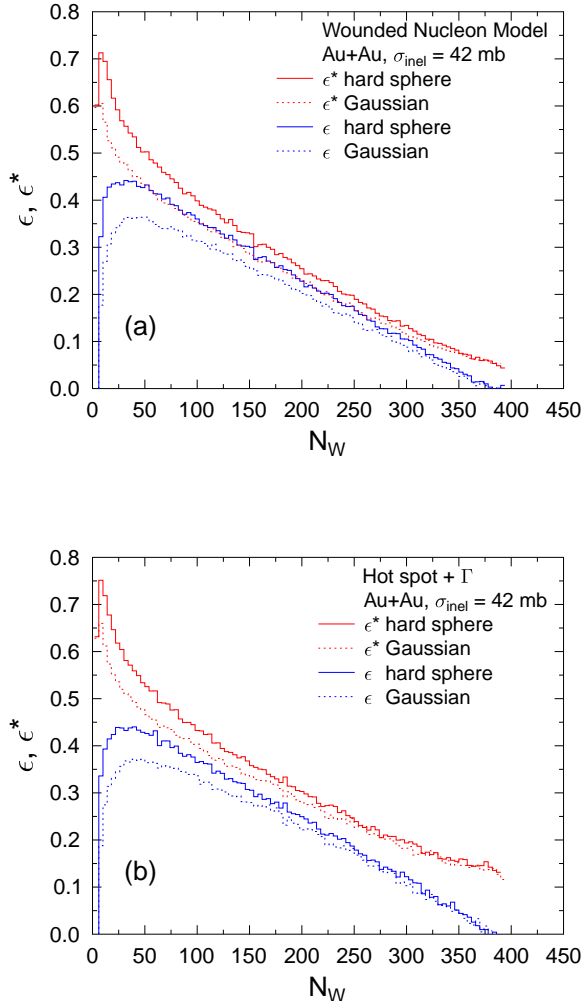 0.8
0.7
0.6
0.5
0.4
0.3
0.2
0.1
0.0
ϵ, ϵ*
Wounded Nucleon Model
Au+Au, σinel = 42 mb
ϵ* hard sphere
ϵ* Gaussian
ϵ hard sphere
ϵ Gaussian
(a)
0 50 100 150 200 250 300 350 400 450
NW
0.8
0.7
0.6
0.5
0.4
0.3
0.2
0.1
0.0
ϵ, ϵ*
Hot spot + Γ
Au+Au, σinel = 42 mb
ϵ* hard sphere
ϵ* Gaussian
ϵ hard sphere
ϵ Gaussian
(b)
0 50 100 150 200 250 300 350 400 450
NW